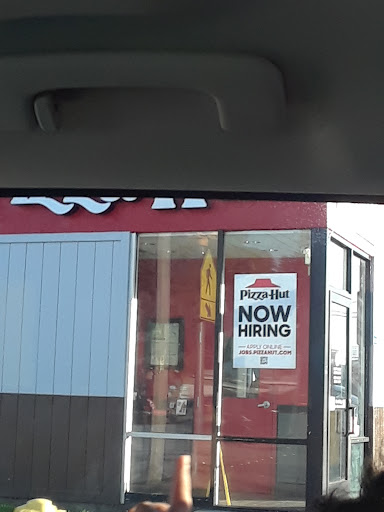 Pizza Hut
NOW
HIRING
APPLY ONLINE
JOBS.PIZZAHUT.COM